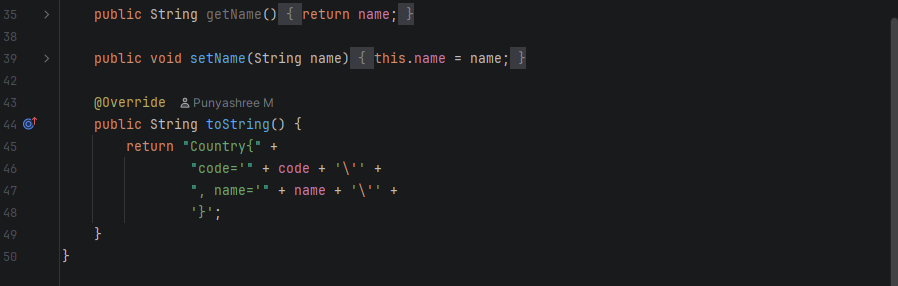 35 public String getName() { return name; }
38
39 public void setName(String name) { this.name = name; }
42
43 @Override Punyashree M
44 public String toString() {
45 return "Country{" +
46 "code='" + code + '\'' +
47 ", name='" + name + '\'' +
48 '}';
49 }
50 }